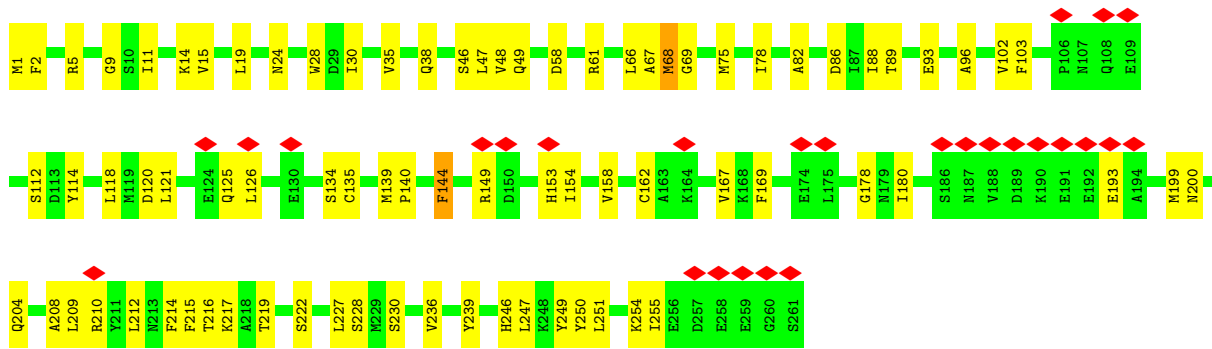 M1 F2 R5 G9 S10 I11 K14 V15 L19 N24 W28 D29 I30 V35 Q38 S46 L47 V48 Q49 D58 R61 L66 A67 M68 G69 M75 I78 A82 D86 I87 I88 T89 E93 A96 V102 F103 P106 N107 Q108 E109
S112 D113 Y114 L118 M119 D120 L121 E124 Q125 L126 E130 S134 C135 M139 P140 F144 R149 D150 H153 I154 V158 C162 A163 K164 V167 K168 F169 E174 L175 G178 N179 I180 S186 N187 V188 D189 K190 E191 E192 E193 A194 M199 N200
Q204 A208 L209 R210 Y211 L212 N213 F214 F215 T216 K217 A218 T219 S222 L227 S228 M229 S230 V236 Y239 H246 L247 K248 Y249 Y250 L251 K254 I255 E256 D257 E258 E259 G260 S261